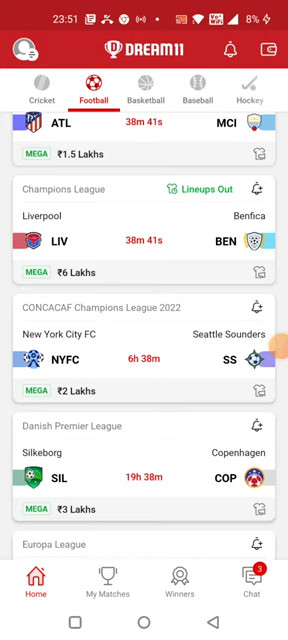 23:51 Vo WiFi 8%
DREAM11
Cricket Football Basketball Baseball Hockey
ATL 38m 41s MCI
MEGA ₹1.5 Lakhs
Champions League Lineups Out
Liverpool Benfica
LIV 38m 41s BEN
MEGA ₹6 Lakhs
CONCACAF Champions League 2022
New York City FC Seattle Sounders
NYFC 6h 38m SS
MEGA ₹2 Lakhs
Danish Premier League
Silkeborg Copenhagen
SIL 19h 38m COP
MEGA ₹3 Lakhs
Europa League
3
Home My Matches Winners Chat